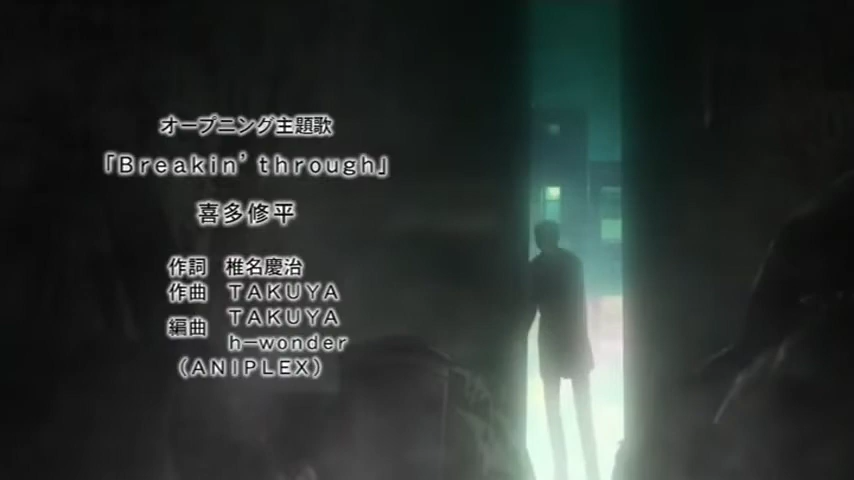 オープニング主題歌
「Breakin’ through」
喜多修平
作詞　椎名慶治
作曲　TAKUYA
編曲　TAKUYA
h-wonder
（ANIPLEX）